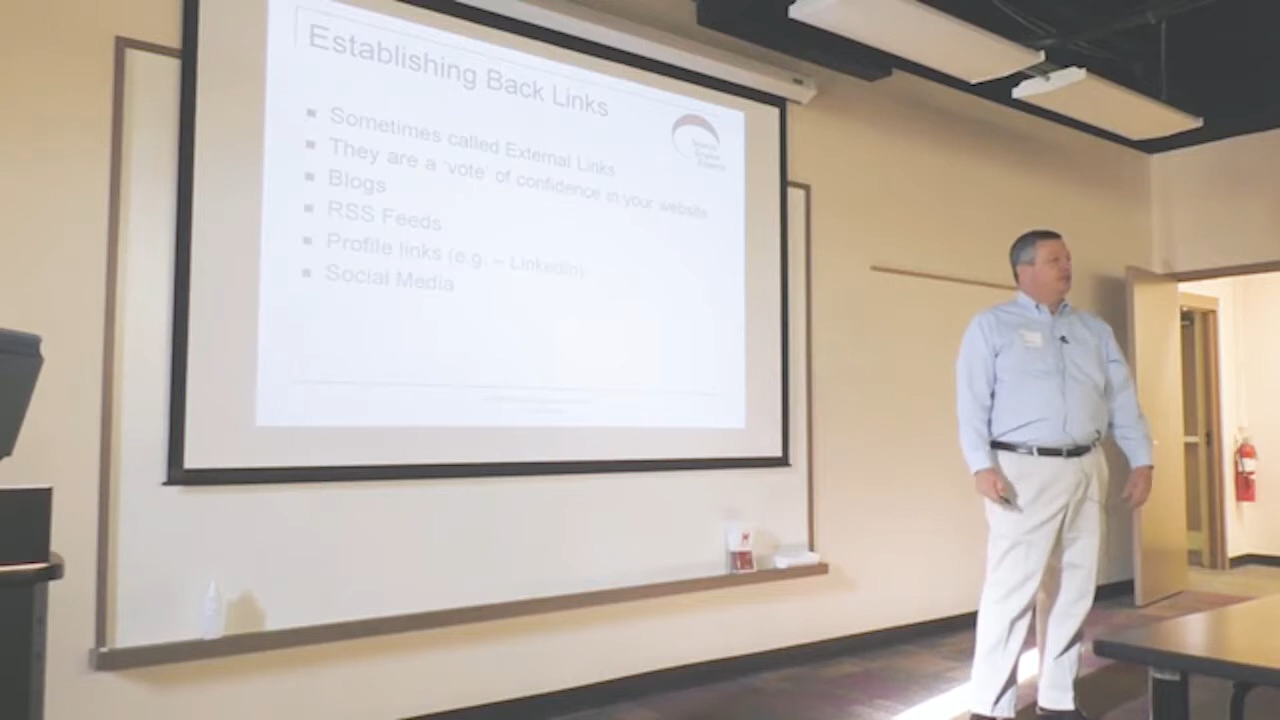 Establishing Back Links
Sometimes called External Links
They are a 'vote' of confidence in your website
Blogs
RSS Feeds
Profile links (e.g. – LinkedIn)
Social Media